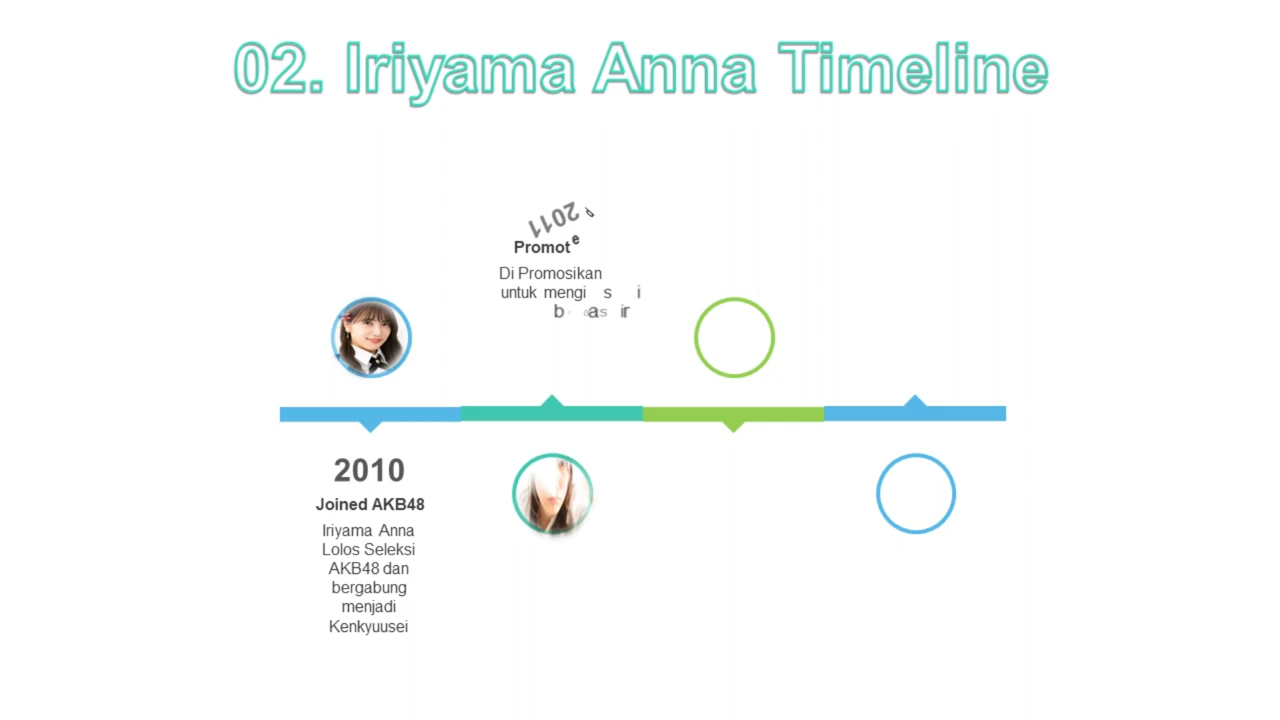 02. Iriyama Anna Timeline
2011
Di Promosikan
untuk mengi
2010
Joined AKB48
Iriyama Anna
Lolos Seleksi
AKB48 dan
bergabung
menjadi
Kenkyuusei